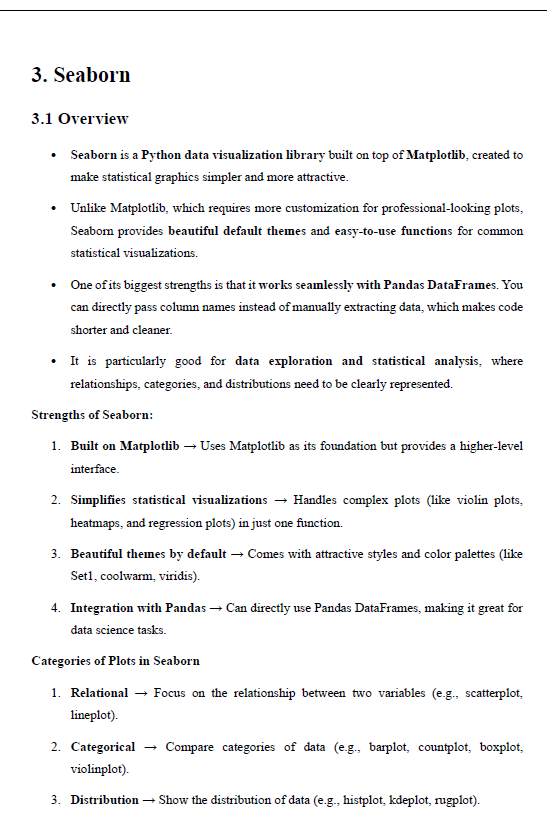 3. Seaborn
3.1 Overview
• Seaborn is a Python data visualization library built on top of Matplotlib, created to
make statistical graphics simpler and more attractive.
• Unlike Matplotlib, which requires more customization for professional-looking plots,
Seaborn provides beautiful default themes and easy-to-use functions for common
statistical visualizations.
• One of its biggest strengths is that it works seamlessly with Pandas DataFrames. You
can directly pass column names instead of manually extracting data, which makes code
shorter and cleaner.
• It is particularly good for data exploration and statistical analysis, where
relationships, categories, and distributions need to be clearly represented.
Strengths of Seaborn:
1. Built on Matplotlib → Uses Matplotlib as its foundation but provides a higher-level
interface.
2. Simplifies statistical visualizations → Handles complex plots (like violin plots,
heatmaps, and regression plots) in just one function.
3. Beautiful themes by default → Comes with attractive styles and color palettes (like
Set1, coolwarm, viridis).
4. Integration with Pandas → Can directly use Pandas DataFrames, making it great for
data science tasks.
Categories of Plots in Seaborn
1. Relational → Focus on the relationship between two variables (e.g., scatterplot,
lineplot).
2. Categorical → Compare categories of data (e.g., barplot, countplot, boxplot,
violinplot).
3. Distribution → Show the distribution of data (e.g., histplot, kdeplot, rugplot).